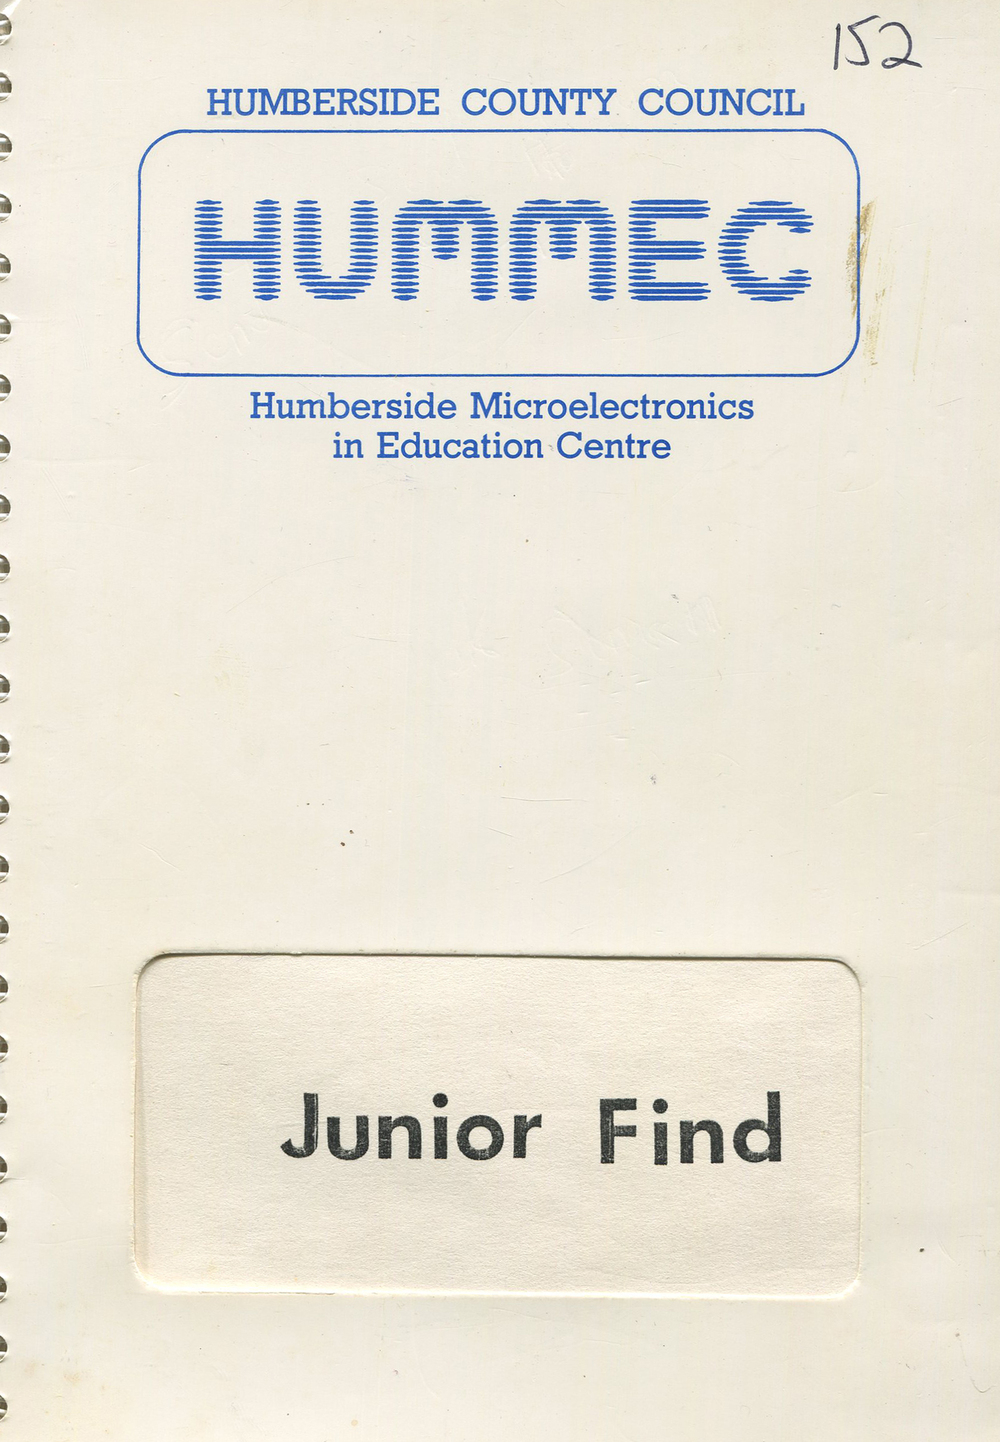 152
HUMBERSIDE COUNTY COUNCIL
HUMMEC
Humberside Microelectronics
in Education Centre
Junior Find